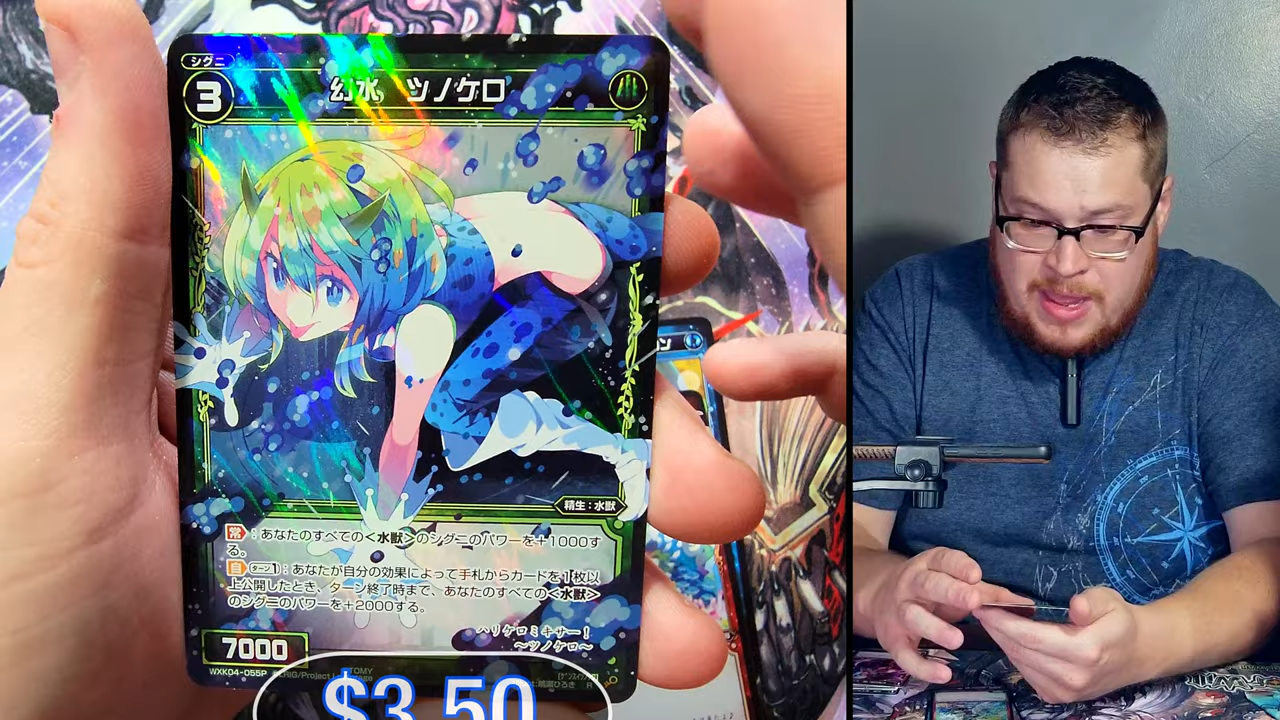 シグニ
3
幻水 ツノケロ
精生：水獣
常：あなたのすべての<水獣>のシグニのパワーを+1000す
る。
自 ターン1：あなたが自分の効果によって手札からカードを1枚以
上公開したとき、ターン終了時まで、あなたのすべての<水獣>
のシグニのパワーを+2000する。
ハリケロミキサー！
～ツノケロ～
7000
WXK04-055P
TOMY
R
$3.50
ン